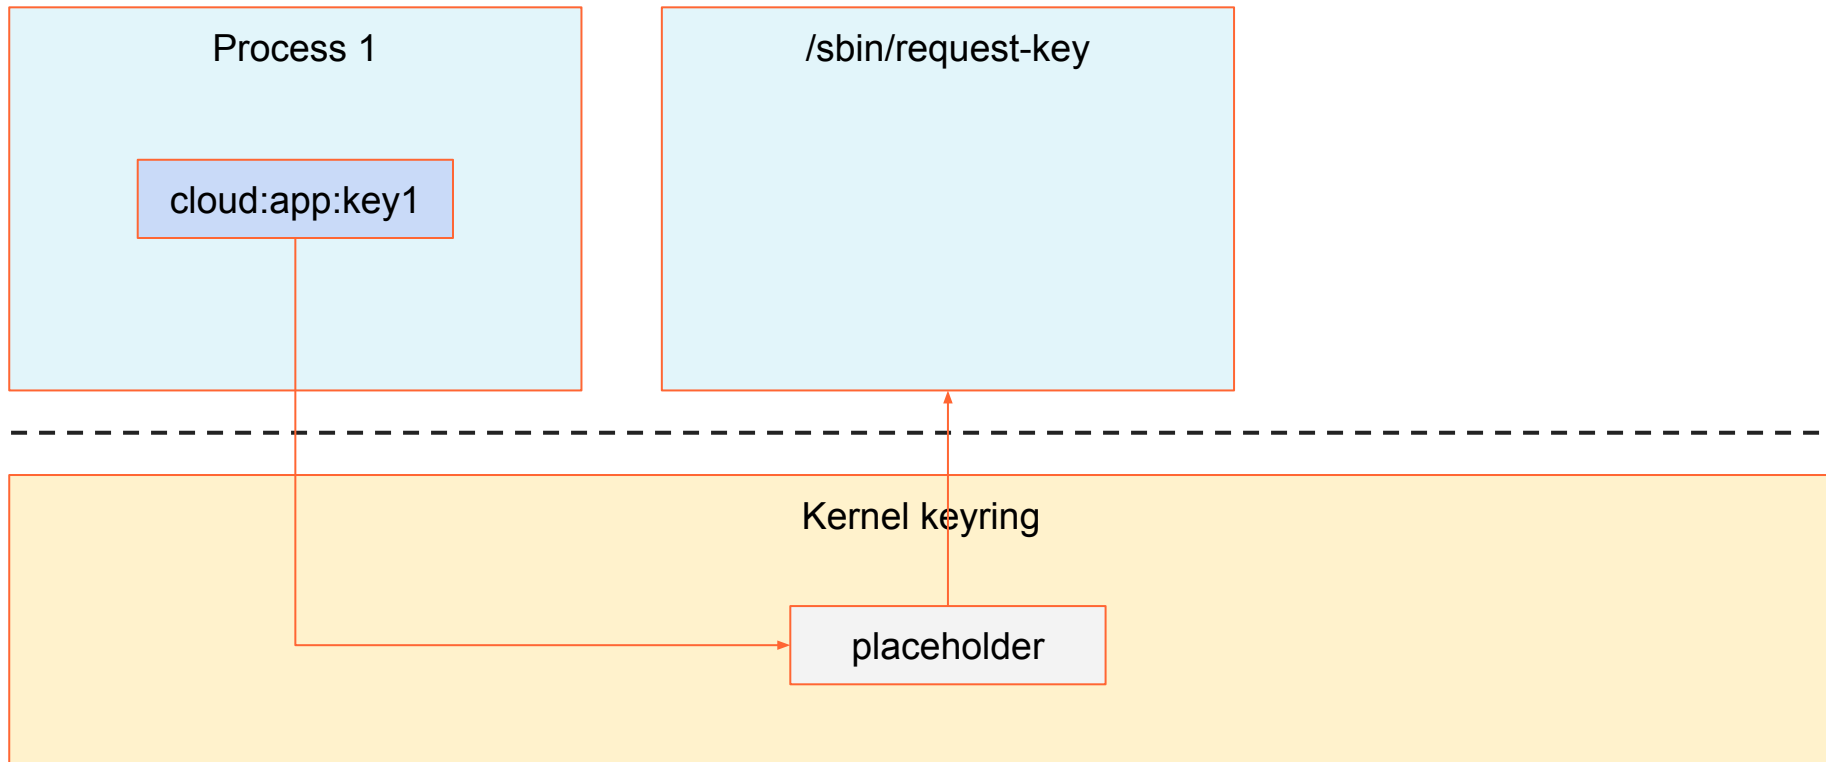 Process 1
/sbin/request-key
cloud:app:key1
Kernel keyring
placeholder